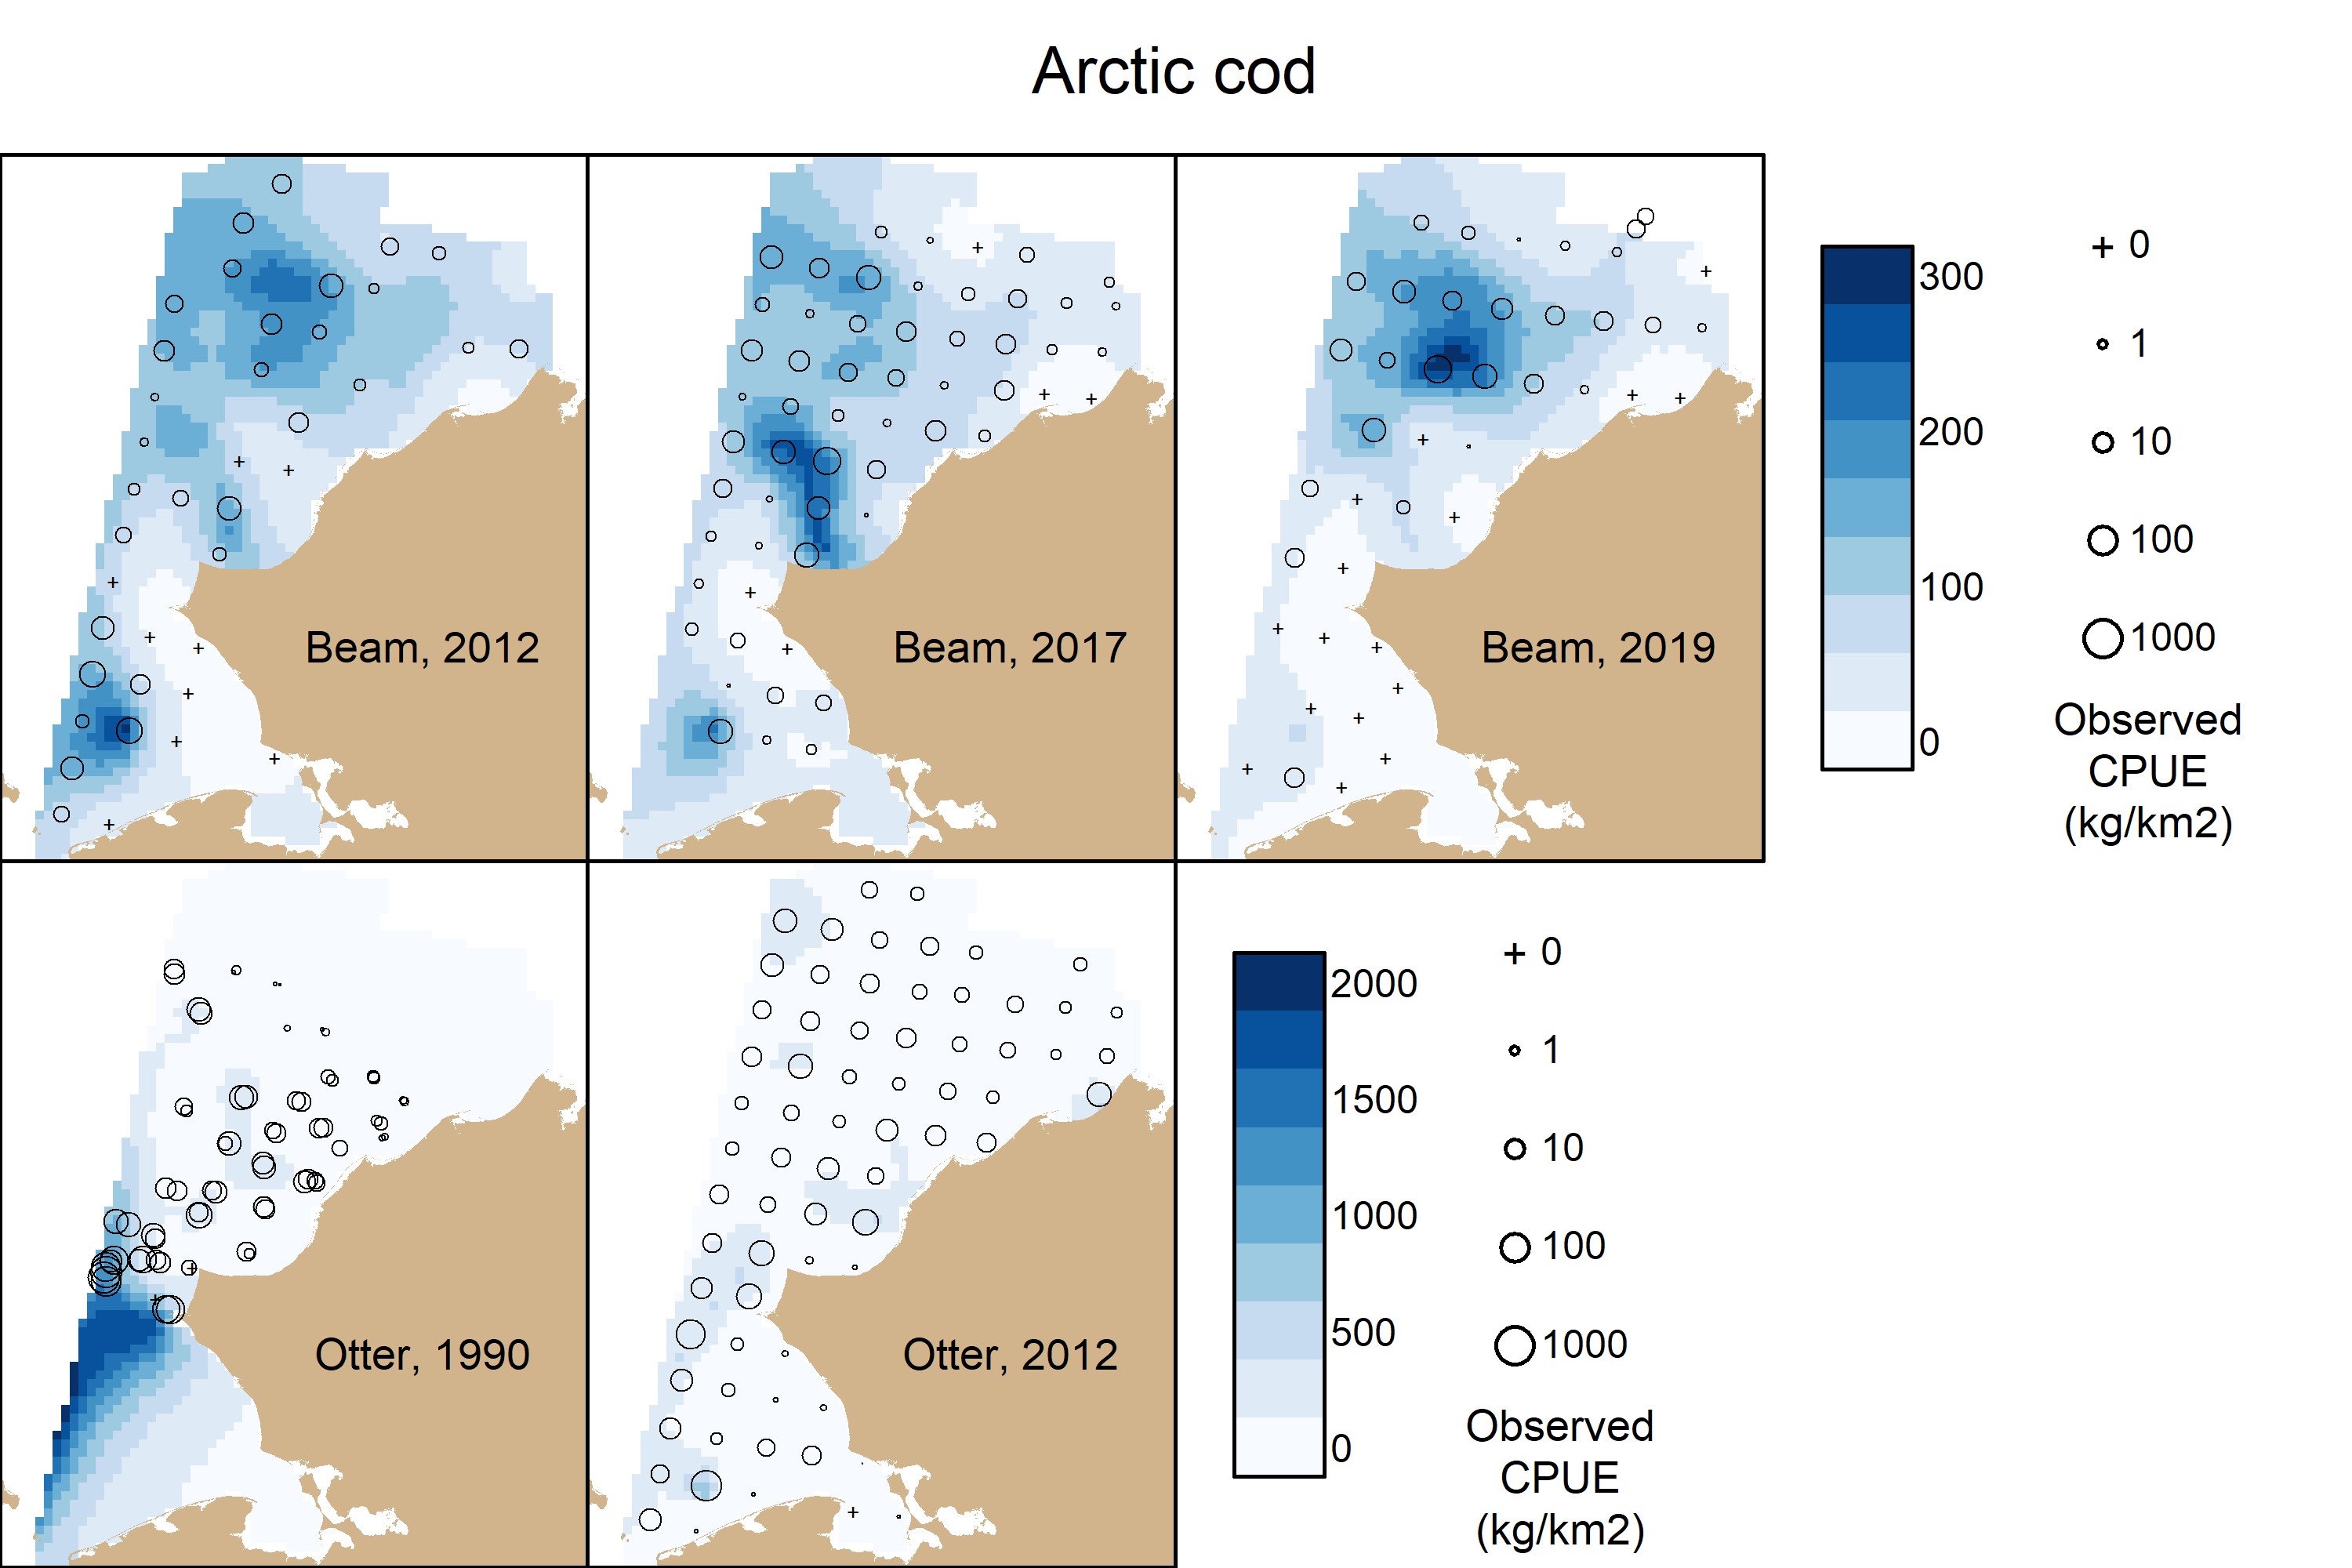 Arctic cod
Beam, 2012
Beam, 2017
Beam, 2019
300
200
100
0
+ 0
1
10
100
1000
Observed
CPUE
(kg/km2)
Otter, 1990
Otter, 2012
2000
1500
1000
500
0
+ 0
1
10
100
1000
Observed
CPUE
(kg/km2)